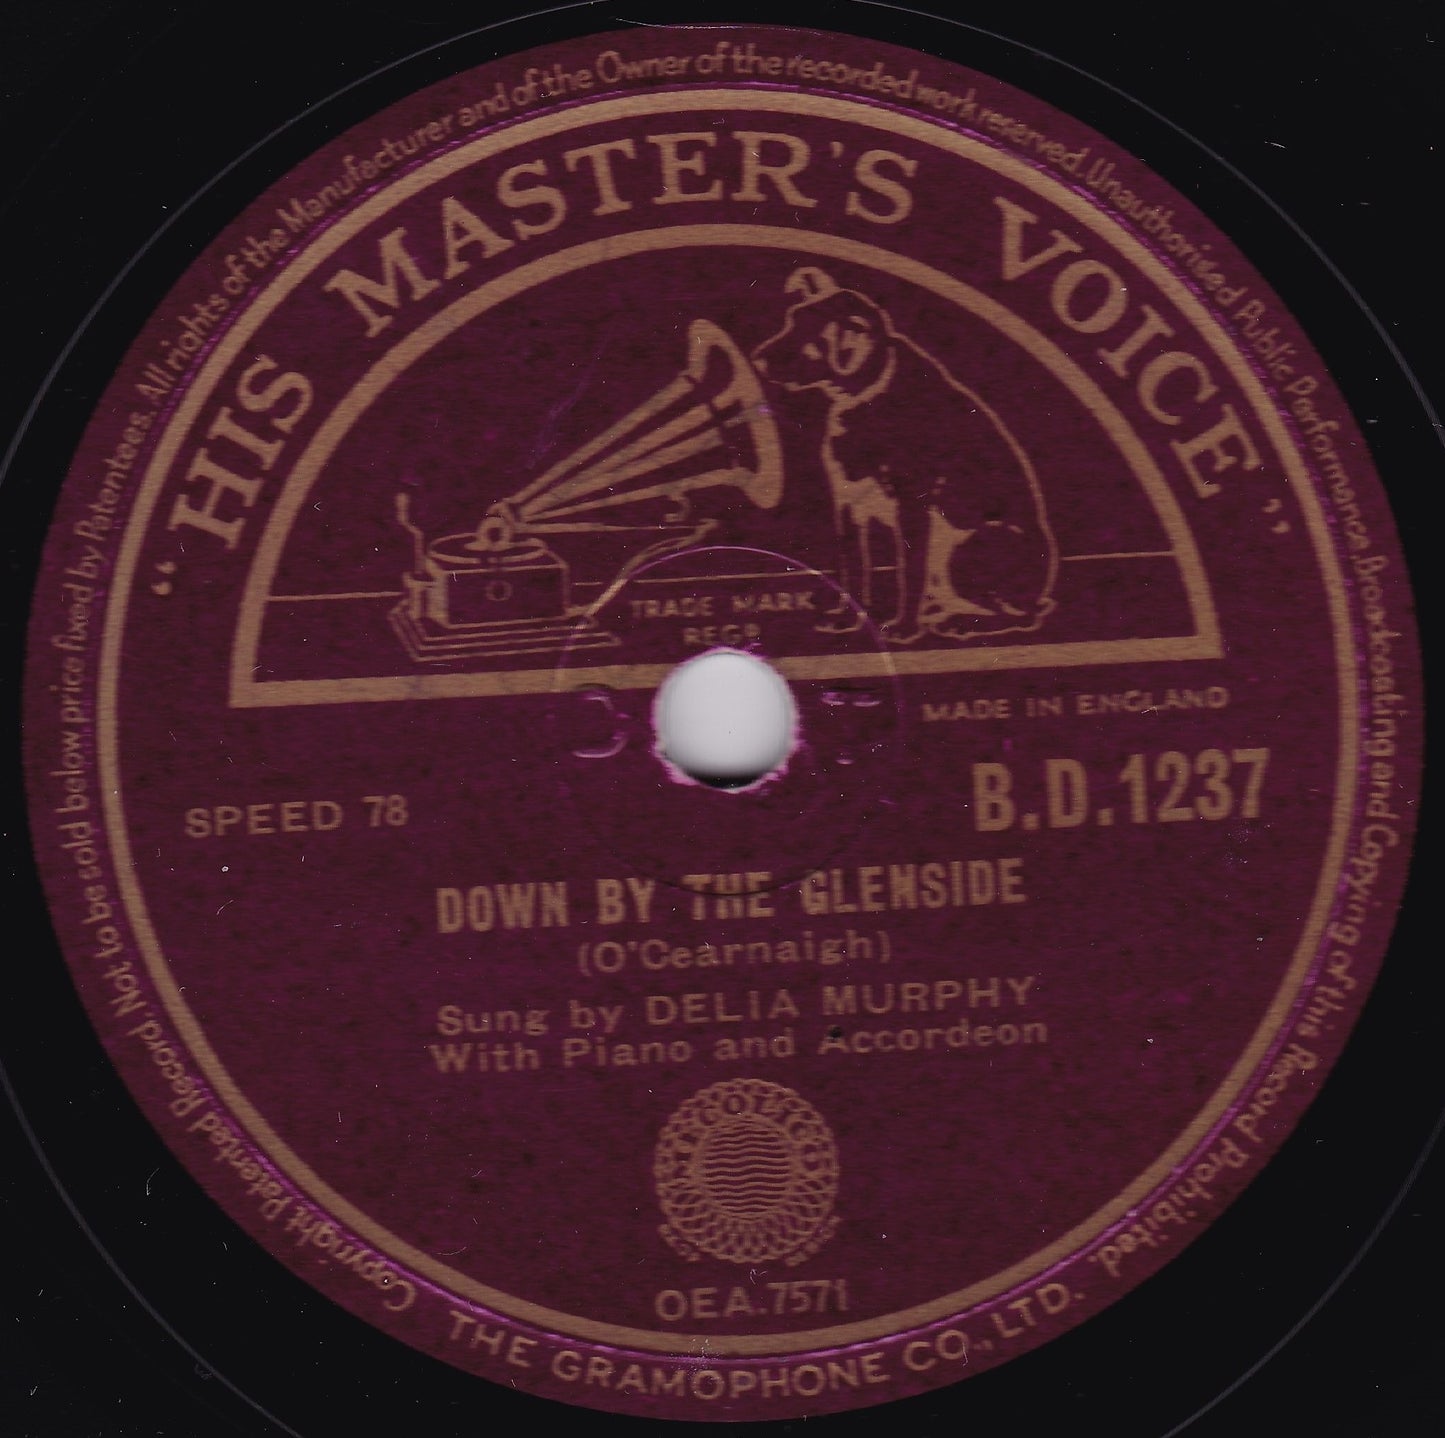 Copyright Patented Record. Not to be sold below price fixed by Patentees. All rights of the Manufacturer and of the Owner of the recorded work reserved. Unauthorised Public Performance Broadcasting and Copying of this Record Prohibited.
"HIS MASTER'S VOICE"
TRADE MARK
REGD
MADE IN ENGLAND
B.D.1237
SPEED 78
DOWN BY THE GLENSIDE
(O'Cearnaigh)
Sung by DELIA MURPHY
With Piano and Accordeon
OEA.7571
THE GRAMOPHONE CO., LTD.